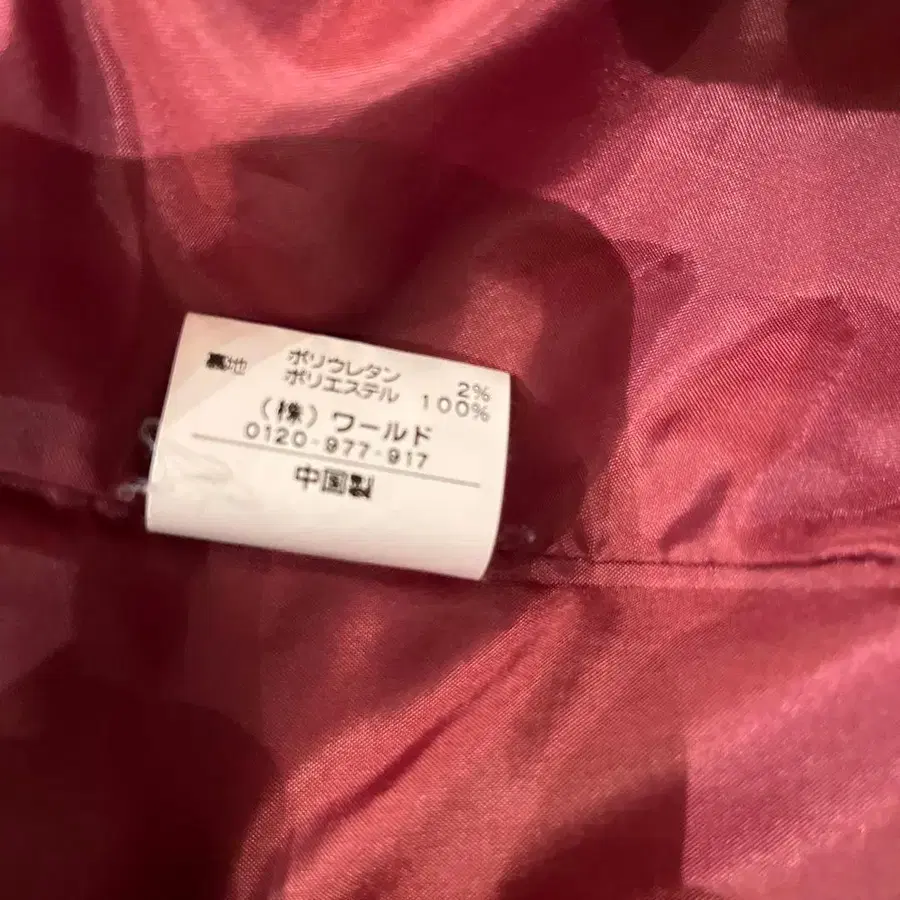 ポリウレタン 2%
裏地 ポリエステル 100%
(株)ワールド
0120-977-917
中国製